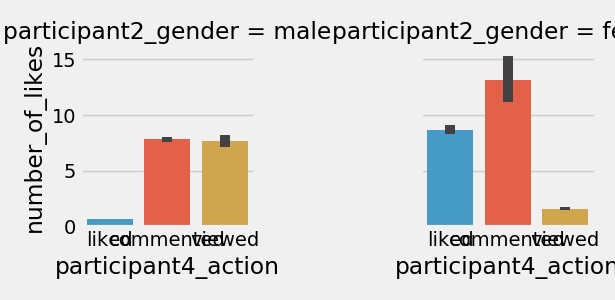 participant2_gender = male
participant2_gender = fe
number_of_likes
15
10
5
0
liked commented viewed
liked commented viewed
participant4_action
participant4_action